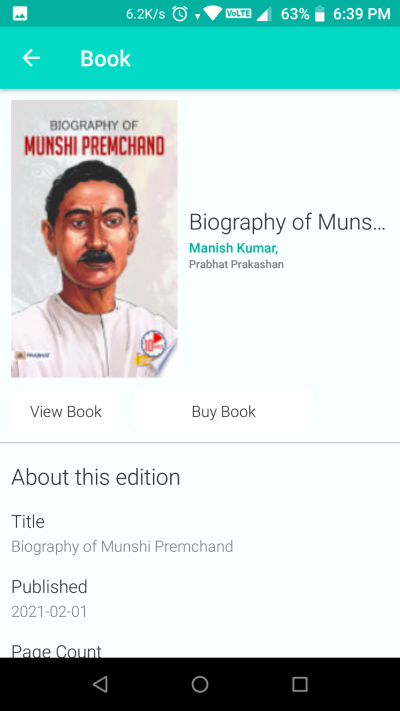 6.2K/s VoLTE 63% 6:39 PM
Book
BIOGRAPHY OF
MUNSHI PREMCHAND
PRABHAT
Biography of Muns...
Manish Kumar,
Prabhat Prakashan
View Book Buy Book
About this edition
Title
Biography of Munshi Premchand
Published
2021-02-01
Page Count